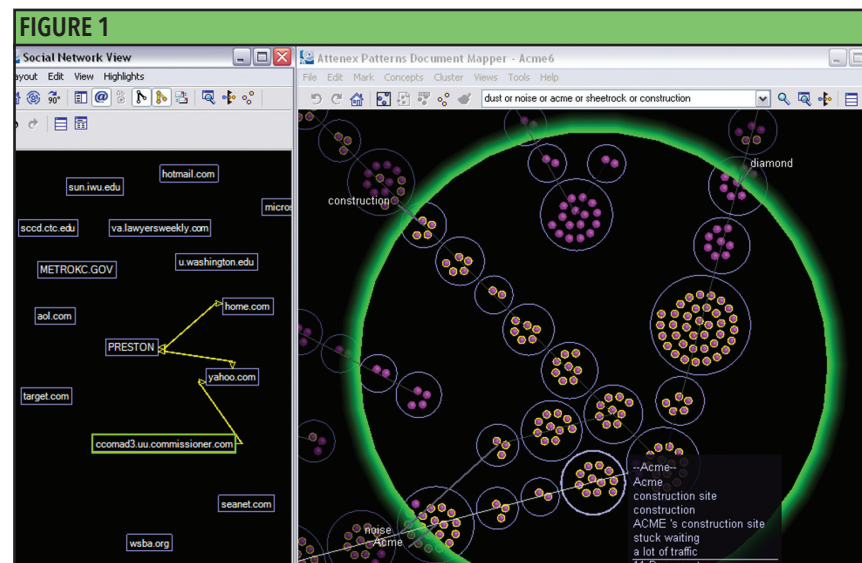 FIGURE 1
Social Network View
ayout Edit View Highlights
90°
@
hotmail.com
sun.iwu.edu
micros
sccd.ctc.edu
va.lawyersweekly.com
METROKC.GOV
u.washington.edu
home.com
aol.com
PRESTON
yahoo.com
target.com
ccomad3.uu.commissioner.com
seanet.com
wsba.org
Attenex Patterns Document Mapper - Acme6
File Edit Mark Concepts Cluster Views Tools Help
dust or noise or acme or sheetrock or construction
diamond
construction
noise
Acme
--Acme--
Acme
construction site
construction
ACME 's construction site
stuck waiting
a lot of traffic